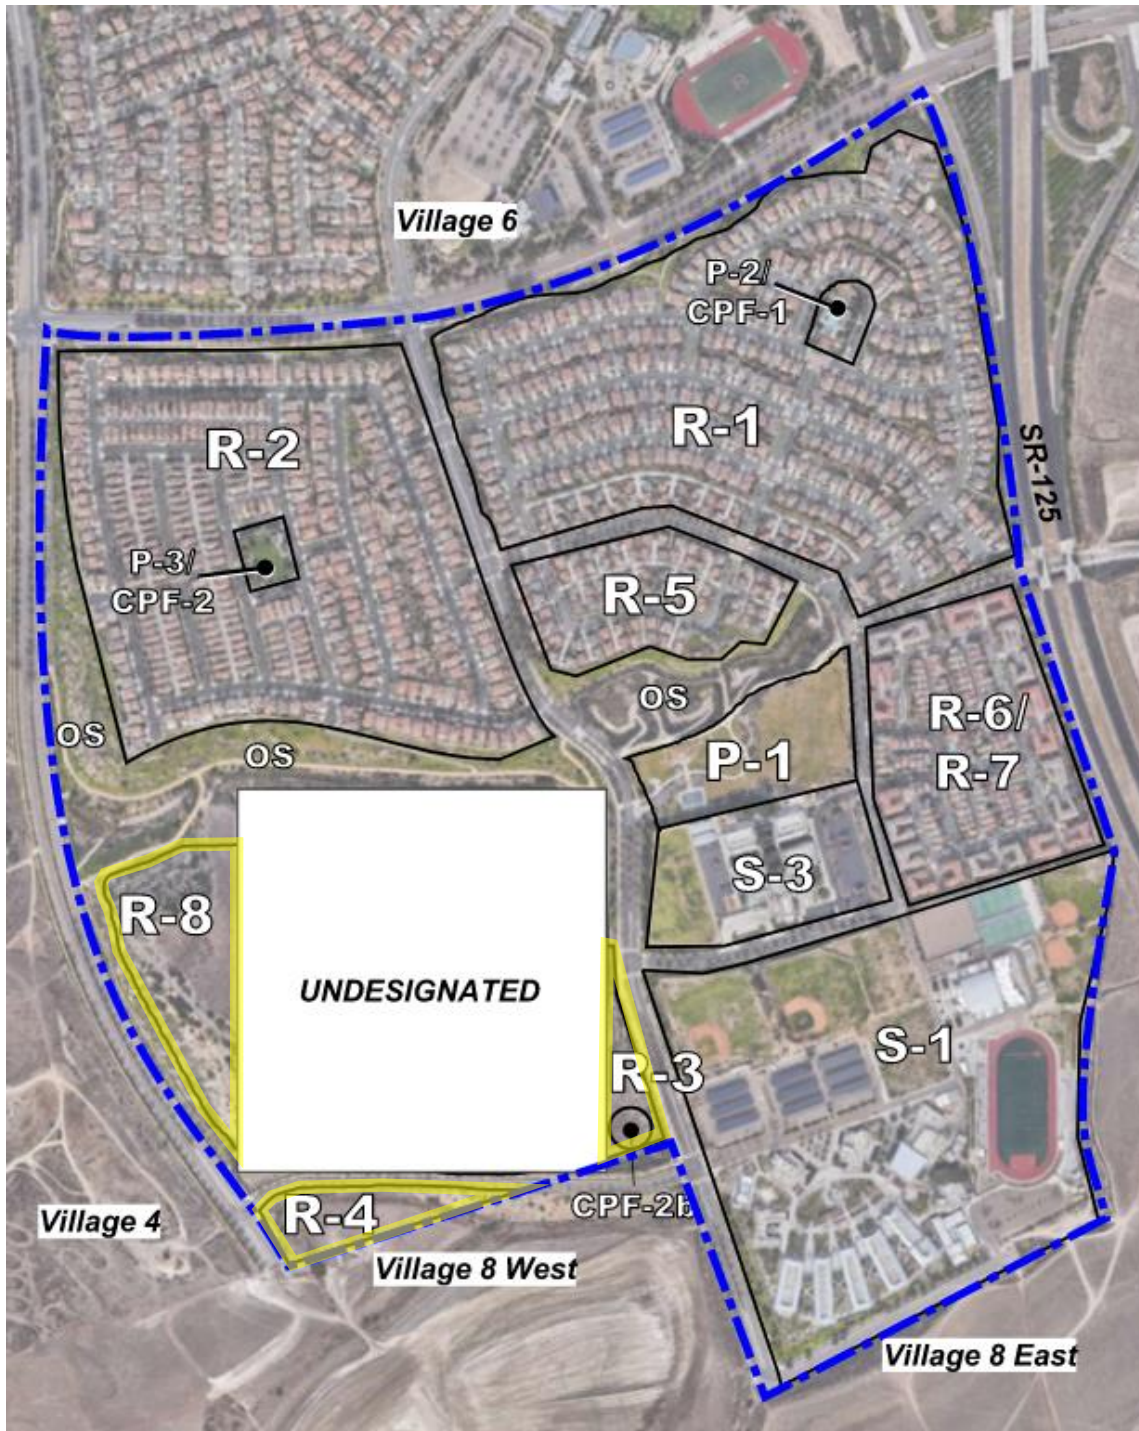 Village 6
P-2/
CPF-1
R-1
R-2
SR-125
P-3/
CPF-2
R-5
OS
R-6/
R-7
OS
OS
P-1
S-3
R-8
UNDESIGNATED
R-3
S-1
R-4
CPF-2b
Village 4
Village 8 West
Village 8 East